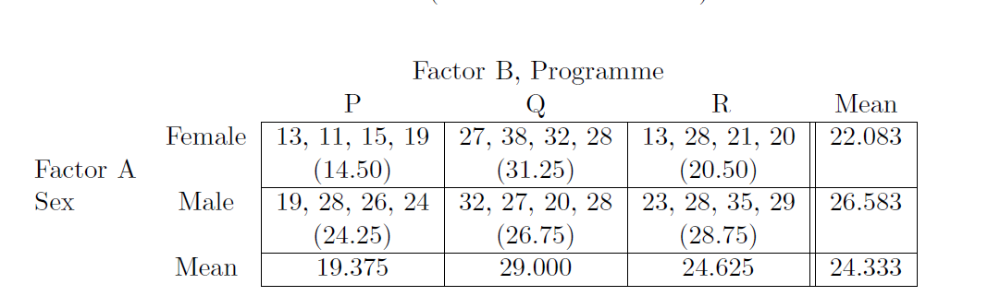 Factor B, Programme
P Q R Mean
Female 13, 11, 15, 19 27, 38, 32, 28 13, 28, 21, 20 22.083
Factor A (14.50) (31.25) (20.50)
Sex Male 19, 28, 26, 24 32, 27, 20, 28 23, 28, 35, 29 26.583
(24.25) (26.75) (28.75)
Mean 19.375 29.000 24.625 24.333